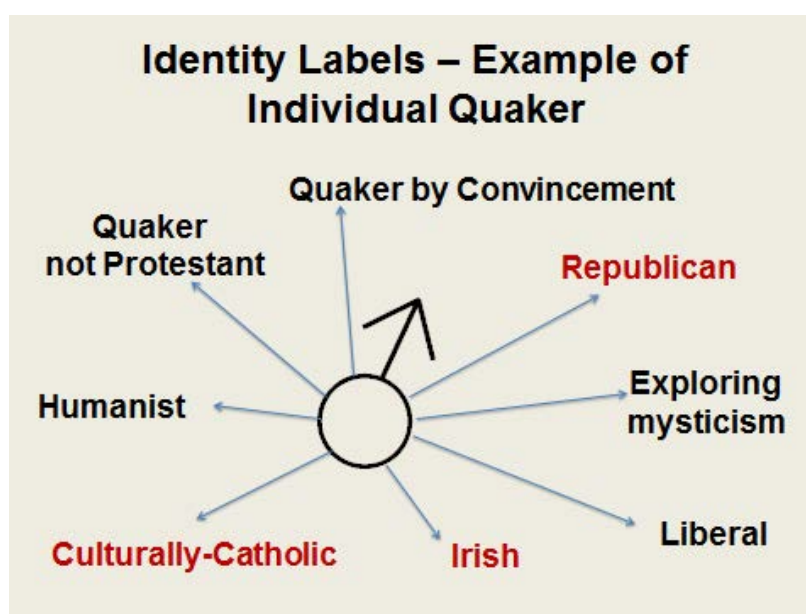 Identity Labels – Example of
Individual Quaker
Quaker by Convincement
Quaker
not Protestant
Republican
Humanist
Exploring
mysticism
Culturally-Catholic
Irish
Liberal